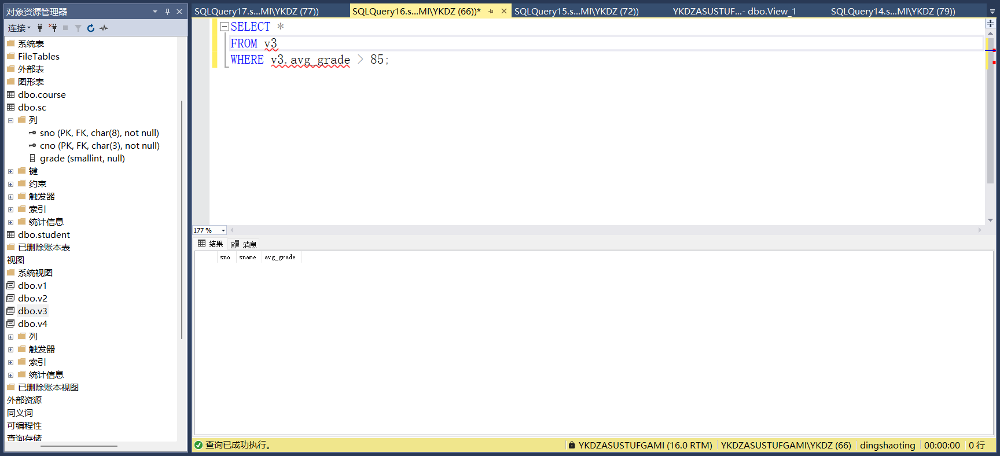 对象资源管理器
连接
系统表
FileTables
外部表
图形表
dbo.course
dbo.sc
列
sno (PK, FK, char(8), not null)
cno (PK, FK, char(3), not null)
grade (smallint, null)
键
约束
触发器
索引
统计信息
dbo.student
已删除账本表
视图
系统视图
dbo.v1
dbo.v2
dbo.v3
dbo.v4
列
触发器
索引
统计信息
已删除账本视图
外部资源
同义词
可编程性
查询存储
SQLQuery17.s...MI\YKDZ (77))
SQLQuery16.s...MI\YKDZ (66))*
SQLQuery15.s...MI\YKDZ (72))
YKDZASUSTUF...- dbo.View_1
SQLQuery14.s...MI\YKDZ (79))
SELECT *
FROM v3
WHERE v3.avg_grade > 85;
177 %
结果 消息
sno sname avg_grade
查询已成功执行。 YKDZASUSTUFGAMI (16.0 RTM) YKDZASUSTUFGAMI\YKDZ (66) dingshaoting 00:00:00 0 行